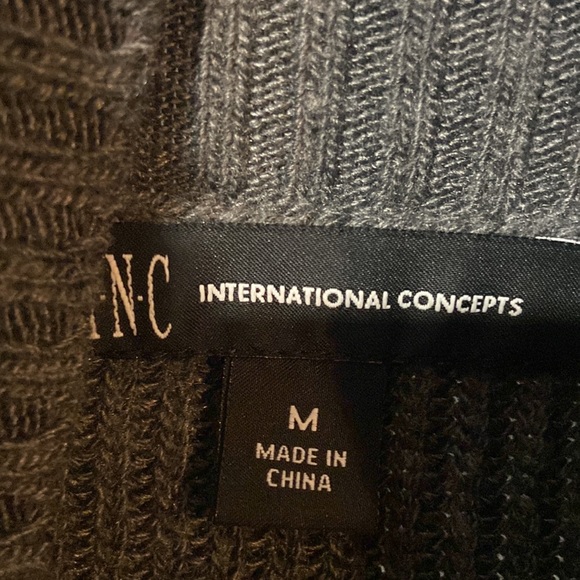 I·N·C INTERNATIONAL CONCEPTS
M
MADE IN
CHINA